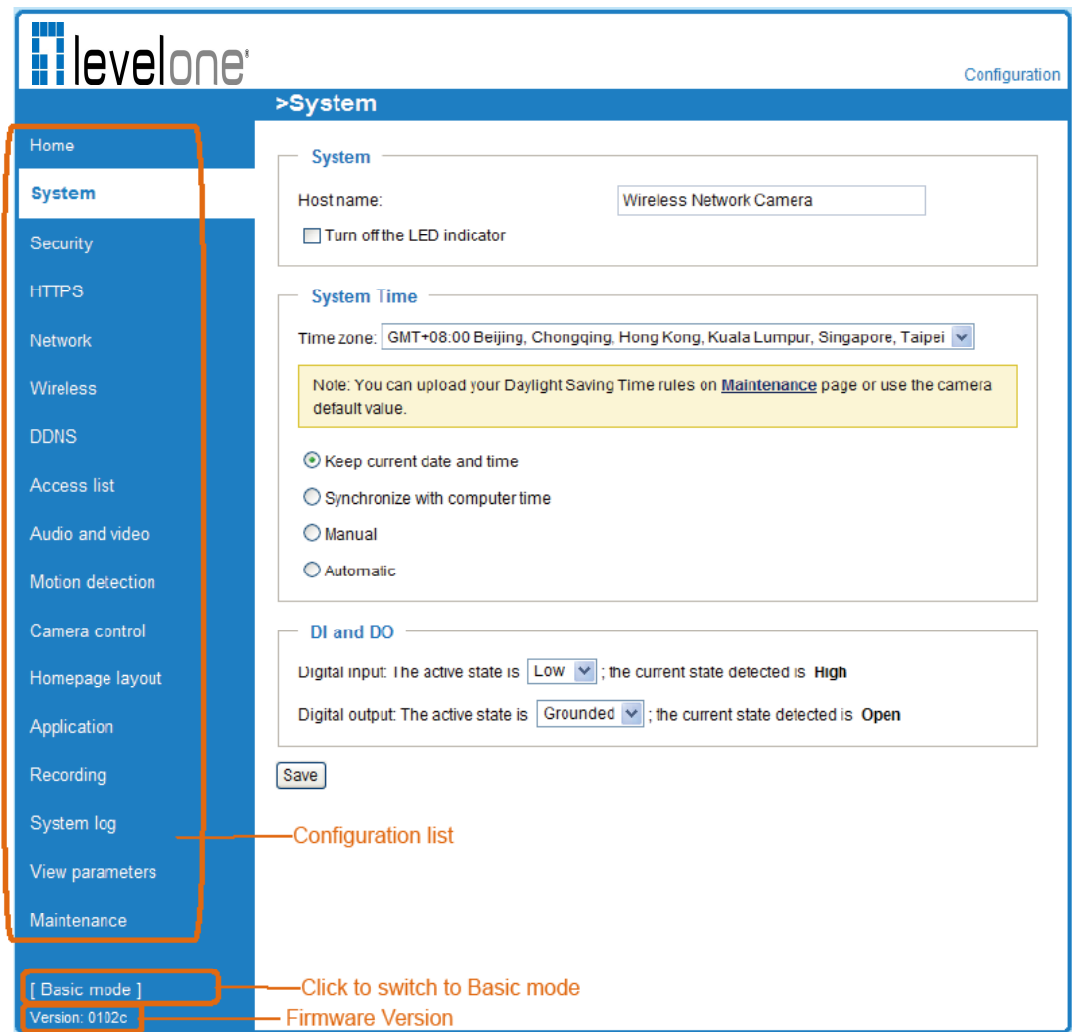 levelone®
Configuration
>System
Home
System
Security
HTTPS
Network
Wireless
DDNS
Access list
Audio and video
Motion detection
Camera control
Homepage layout
Application
Recording
System log
View parameters
Maintenance
[ Basic mode ]
Version: 0102c
System
Host name: Wireless Network Camera
Turn off the LED indicator
System Time
Time zone: GMT+08:00 Beijing, Chongqing, Hong Kong, Kuala Lumpur, Singapore, Taipei
Note: You can upload your Daylight Saving Time rules on Maintenance page or use the camera
default value.
Keep current date and time
Synchronize with computer time
Manual
Automatic
DI and DO
Digital input: The active state is Low ; the current state detected is High
Digital output: The active state is Grounded ; the current state detected is Open
Save
Configuration list
Click to switch to Basic mode
Firmware Version